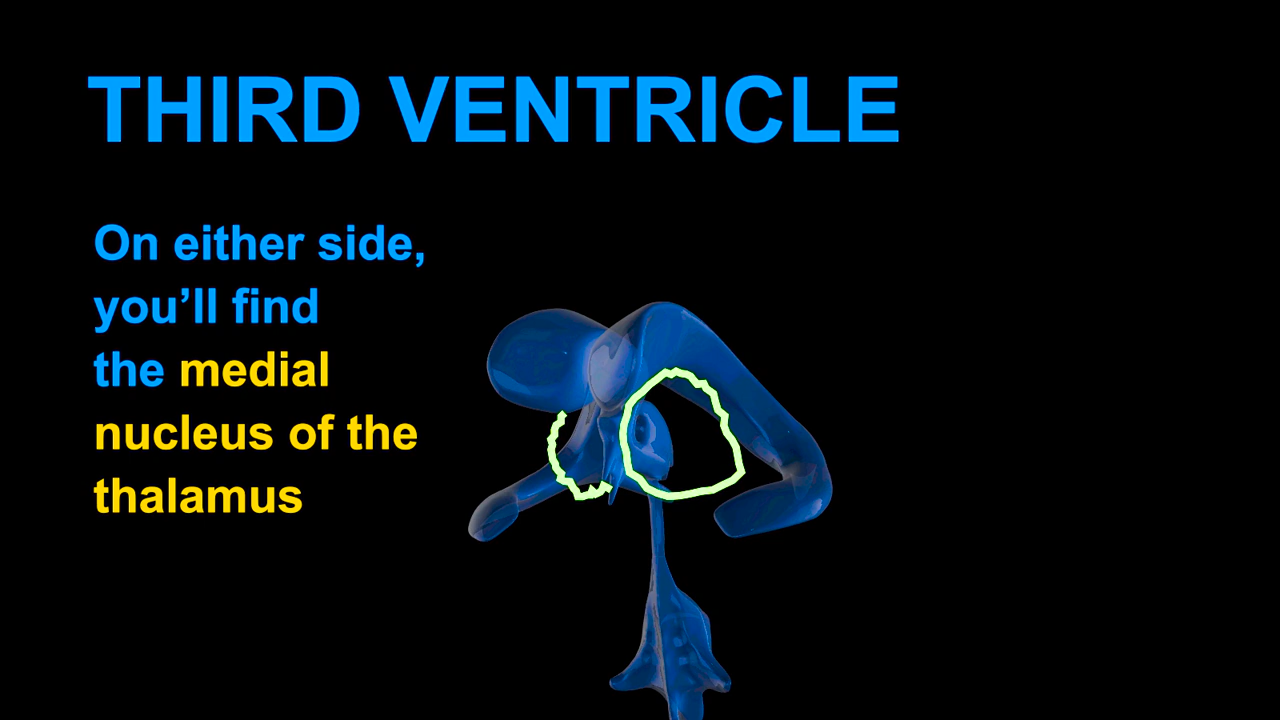 THIRD VENTRICLE
On either side,
you’ll find
the medial
nucleus of the
thalamus